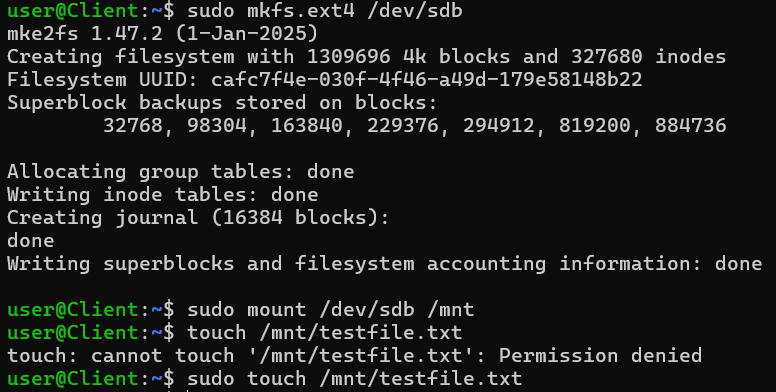 user@Client:~$ sudo mkfs.ext4 /dev/sdb
mke2fs 1.47.2 (1-Jan-2025)
Creating filesystem with 1309696 4k blocks and 327680 inodes
Filesystem UUID: cafc7f4e-030f-4f46-a49d-179e58148b22
Superblock backups stored on blocks:
        32768, 98304, 163840, 229376, 294912, 819200, 884736

Allocating group tables: done
Writing inode tables: done
Creating journal (16384 blocks):
done
Writing superblocks and filesystem accounting information: done

user@Client:~$ sudo mount /dev/sdb /mnt
user@Client:~$ touch /mnt/testfile.txt
touch: cannot touch '/mnt/testfile.txt': Permission denied
user@Client:~$ sudo touch /mnt/testfile.txt